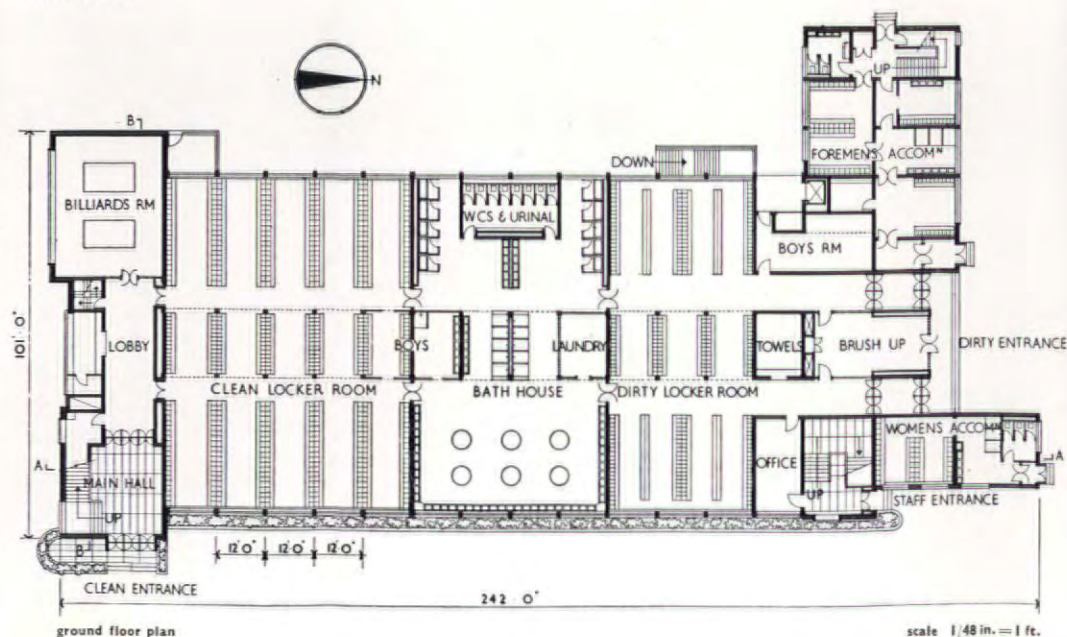 N
UP
B
FOREMENS ACCOMN
DOWN
BILLIARDS RM
WCS & URINAL
BOYS RM
101'·0"
LOBBY
BOYS
LAUNDRY
TOWELS
BRUSH UP
DIRTY ENTRANCE
CLEAN LOCKER ROOM
BATH HOUSE
DIRTY LOCKER ROOM
WOMENS ACCOMN
A
OFFICE
A
MAIN HALL
UP
STAFF ENTRANCE
UP
B
12'0"
12'0"
12'0"
CLEAN ENTRANCE
242·0"
ground floor plan
scale 1/48 in. = 1 ft.